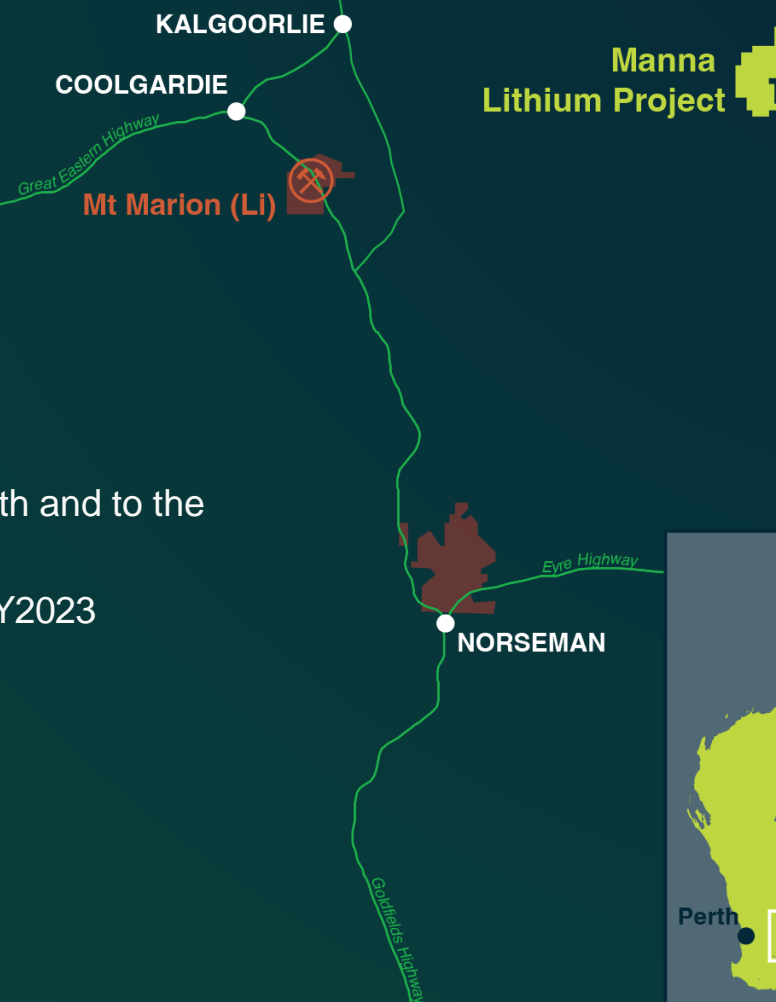 KALGOORLIE
Manna
Lithium Project
COOLGARDIE
Great Eastern Highway
Mt Marion (Li)
th and to the
Eyre Highway
Y2023
NORSEMAN
Goldfields Highway
Perth